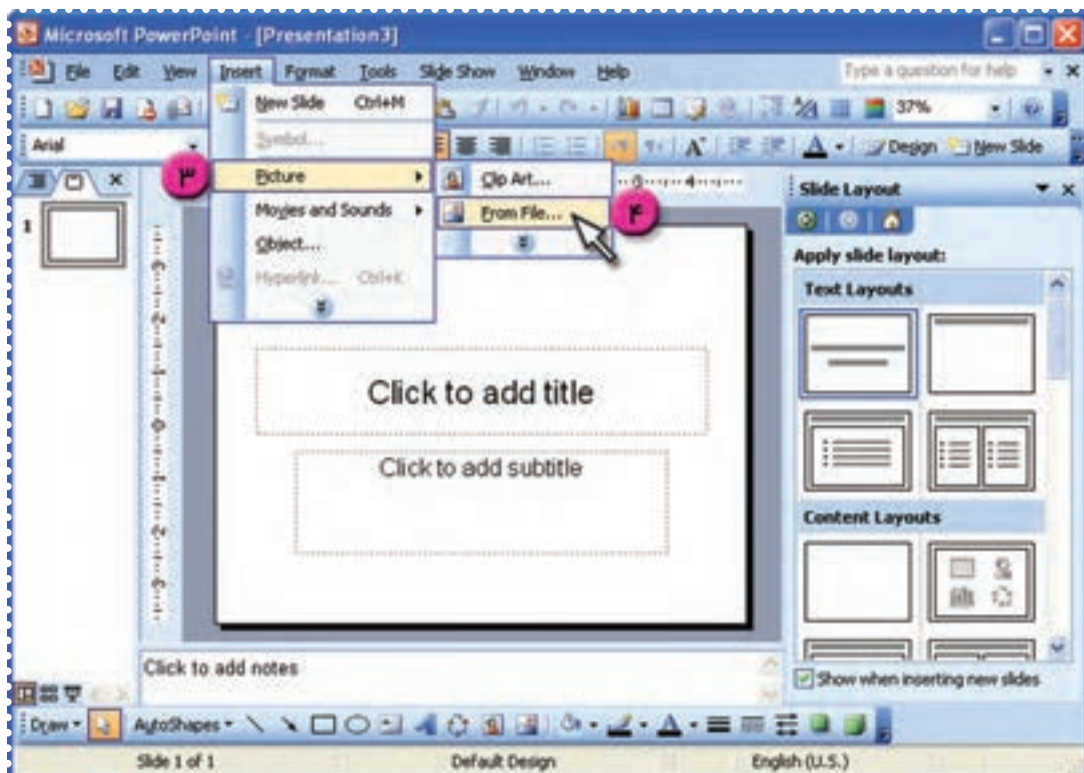 Microsoft PowerPoint - [Presentation3]
File Edit View Insert Format Tools Slide Show Window Help Type a question for help
New Slide Ctrl+M
37%
Arial
Symbol...
Design New Slide
۳ Picture
Clip Art...
Movies and Sounds
From File... ۴
Object...
Hyperlink... Ctrl+K
Slide Layout
Apply slide layout:
Text Layouts
1
Click to add title
Click to add subtitle
Content Layouts
Click to add notes
Show when inserting new slides
Draw AutoShapes
Slide 1 of 1 Default Design English (U.S.)